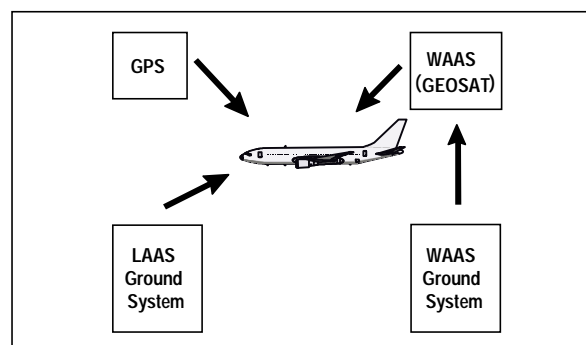 GPS
WAAS
(GEOSAT)
LAAS
Ground
System
WAAS
Ground
System